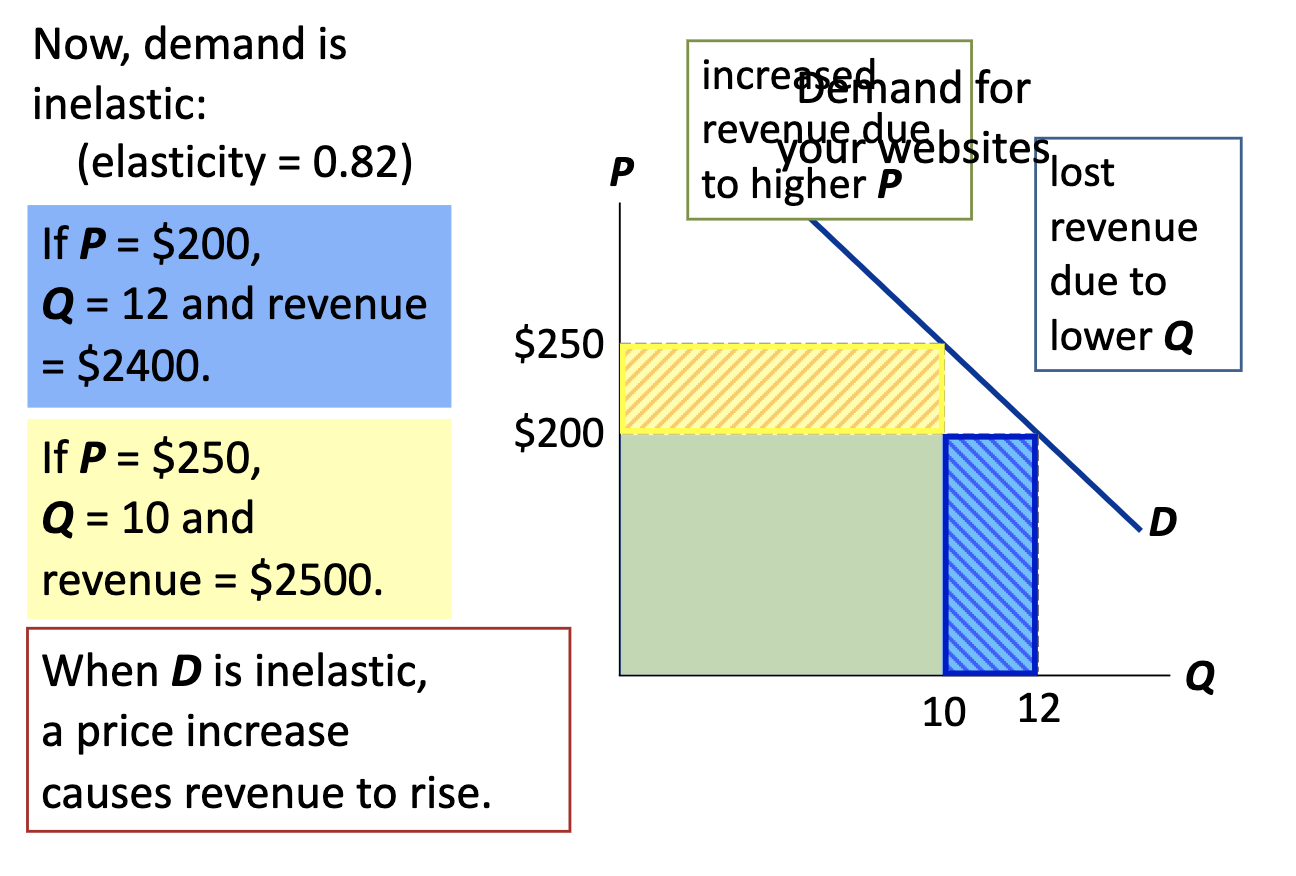 Now, demand is
inelastic:
(elasticity = 0.82)
If P = $200,
Q = 12 and revenue
= $2400.
If P = $250,
Q = 10 and
revenue = $2500.
When D is inelastic,
a price increase
causes revenue to rise.
increased
revenue due
to higher P
Demand for
your websites
lost
revenue
due to
lower Q
P
$250
$200
D
Q
10
12